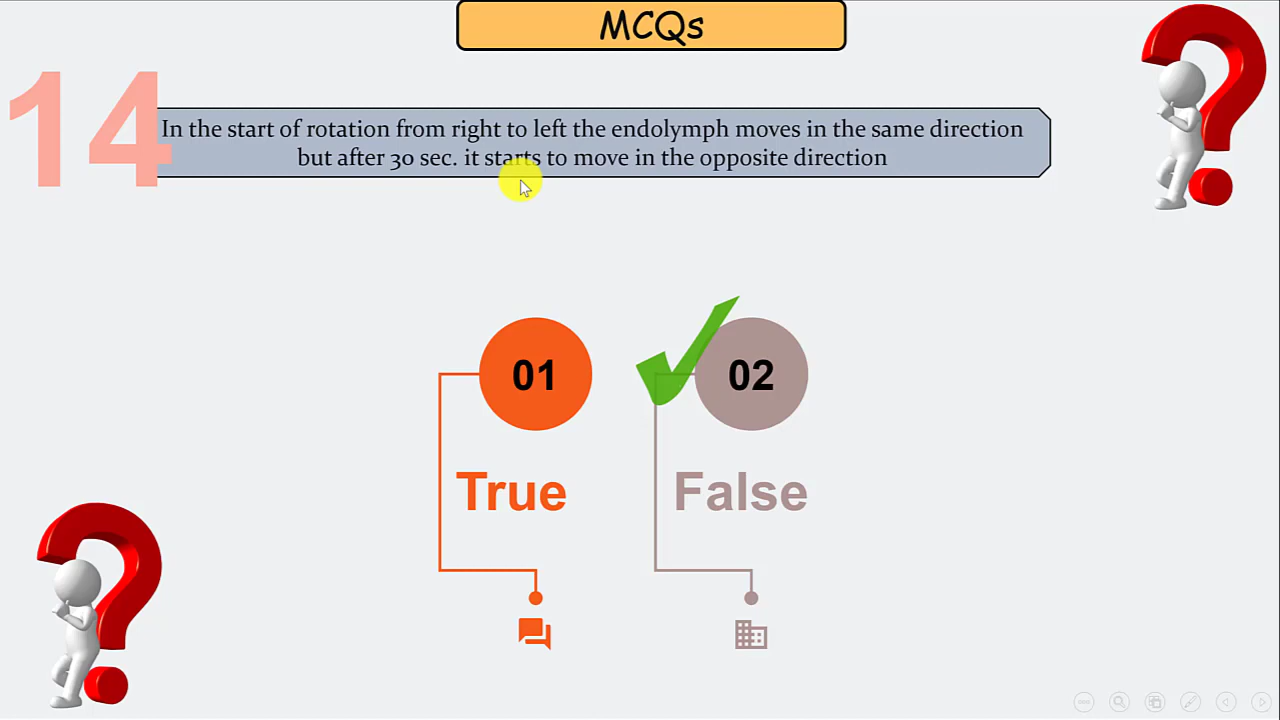 MCQs
14
In the start of rotation from right to left the endolymph moves in the same direction
but after 30 sec. it starts to move in the opposite direction
01
02
True
False